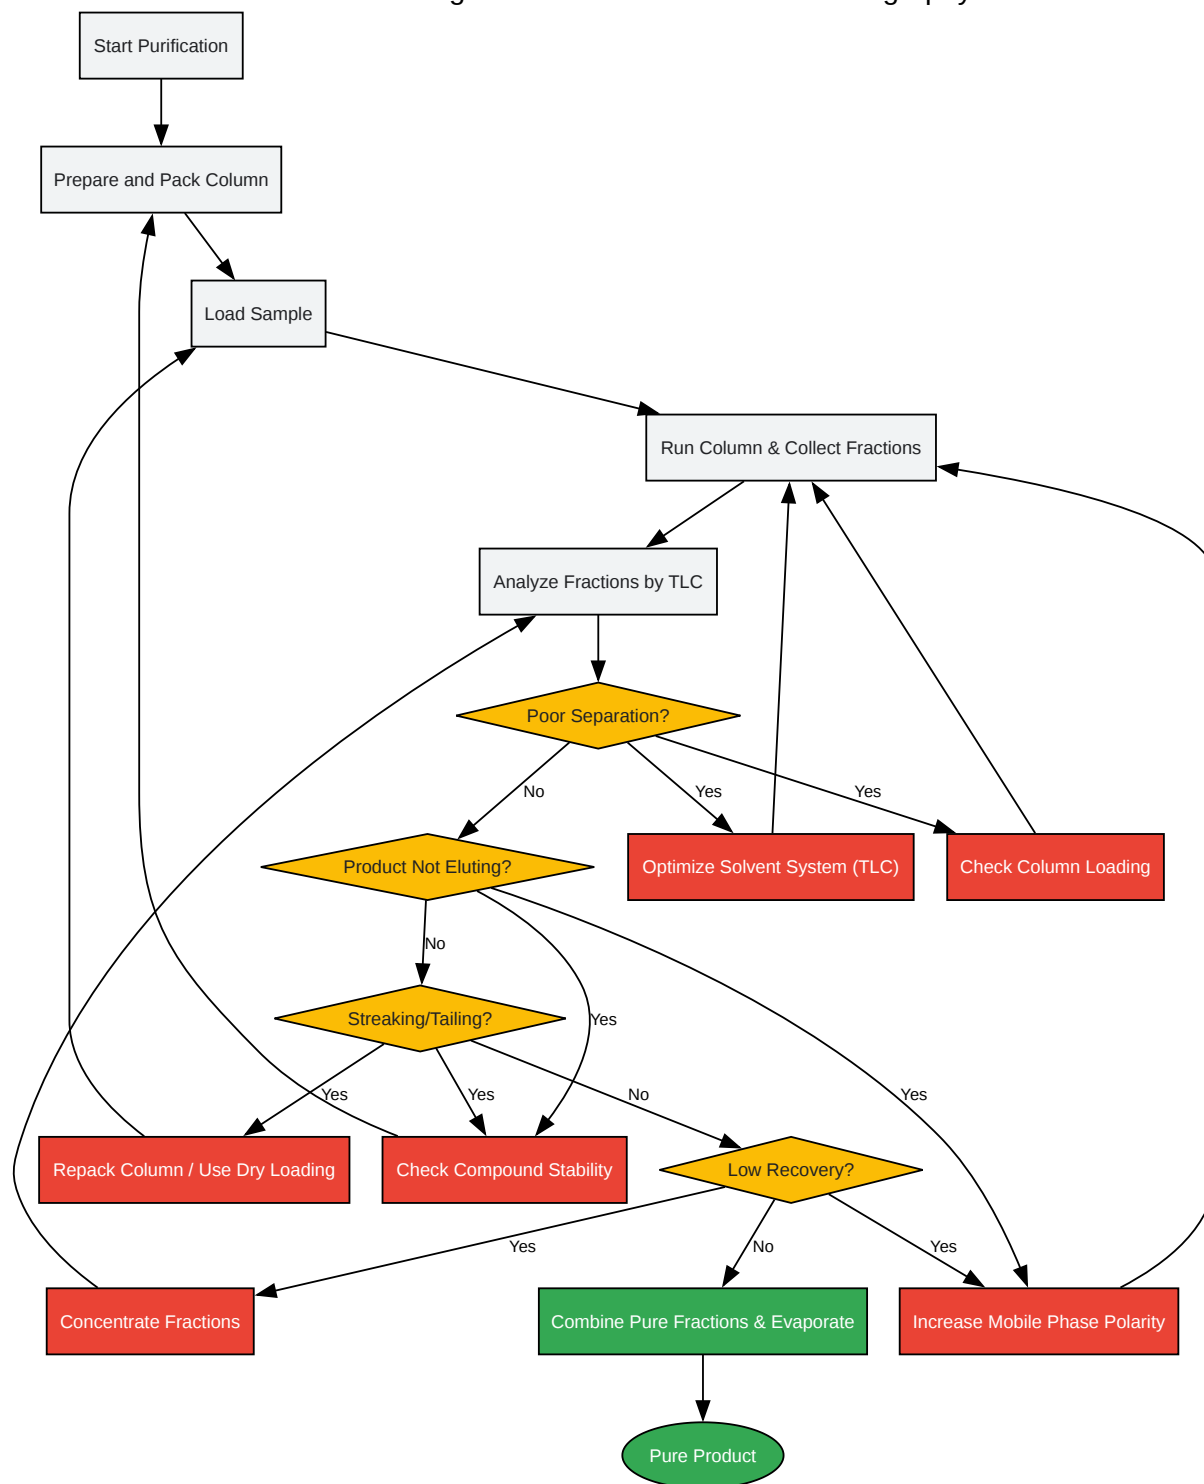 Start Purification
Prepare and Pack Column
Load Sample
Run Column & Collect Fractions
Analyze Fractions by TLC
Poor Separation?
No
Yes
Yes
Product Not Eluting?
Optimize Solvent System (TLC)
Check Column Loading
No
Streaking/Tailing?
Yes
Yes
Yes
No
Yes
Repack Column / Use Dry Loading
Check Compound Stability
Low Recovery?
Yes
No
Yes
Concentrate Fractions
Combine Pure Fractions & Evaporate
Increase Mobile Phase Polarity
Pure Product